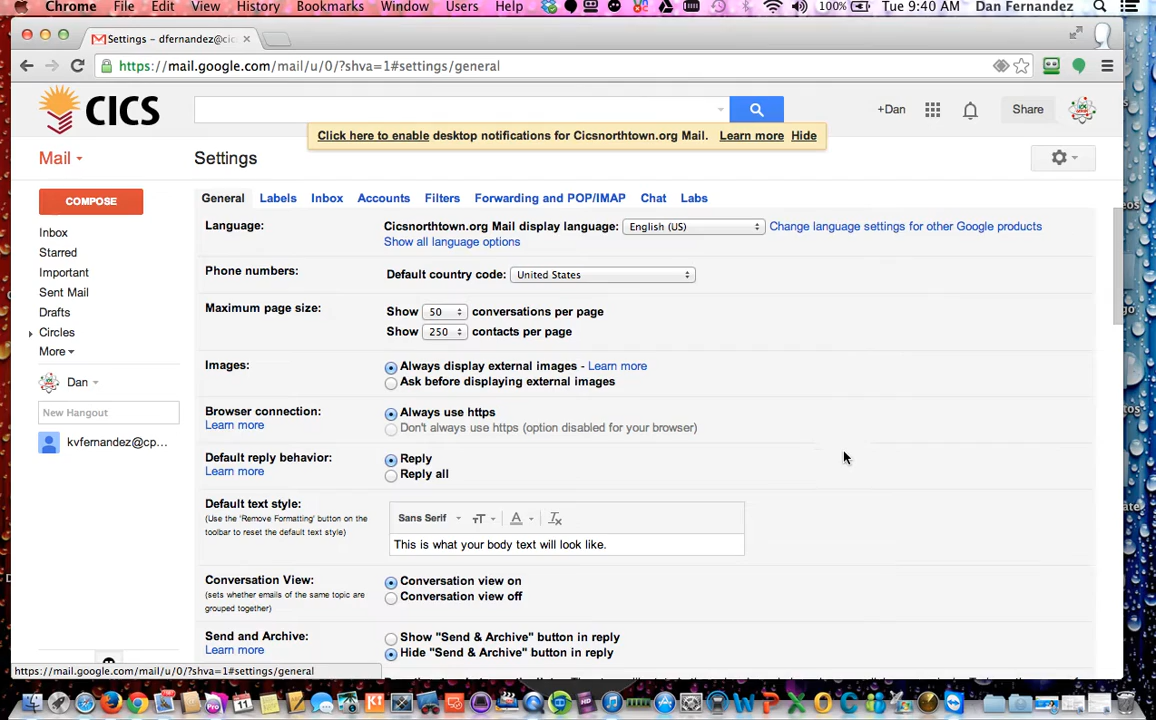 Chrome File Edit View History Bookmarks Window Users Help 100% Tue 9:40 AM Dan Fernandez
Settings – dfernandez@cic
https://mail.google.com/mail/u/0/?shva=1#settings/general
CICS +Dan Share
Click here to enable desktop notifications for Cicsnorthtown.org Mail. Learn more Hide
Mail Settings
General Labels Inbox Accounts Filters Forwarding and POP/IMAP Chat Labs
COMPOSE
Inbox
Starred
Important
Sent Mail
Drafts
Circles
More
Dan
New Hangout
kvfernandez@cp...
Language: Cicsnorthtown.org Mail display language: English (US) Change language settings for other Google products
Show all language options
Phone numbers: Default country code: United States
Maximum page size: Show 50 conversations per page
Show 250 contacts per page
Images: Always display external images - Learn more
Ask before displaying external images
Browser connection: Always use https
Learn more Don't always use https (option disabled for your browser)
Default reply behavior: Reply
Learn more Reply all
Default text style:
(Use the 'Remove Formatting' button on the
toolbar to reset the default text style)
Sans Serif
This is what your body text will look like.
Conversation View: Conversation view on
(sets whether emails of the same topic are
grouped together)
Conversation view off
Send and Archive: Show "Send & Archive" button in reply
Learn more Hide "Send & Archive" button in reply
https://mail.google.com/mail/u/0/?shva=1#settings/general